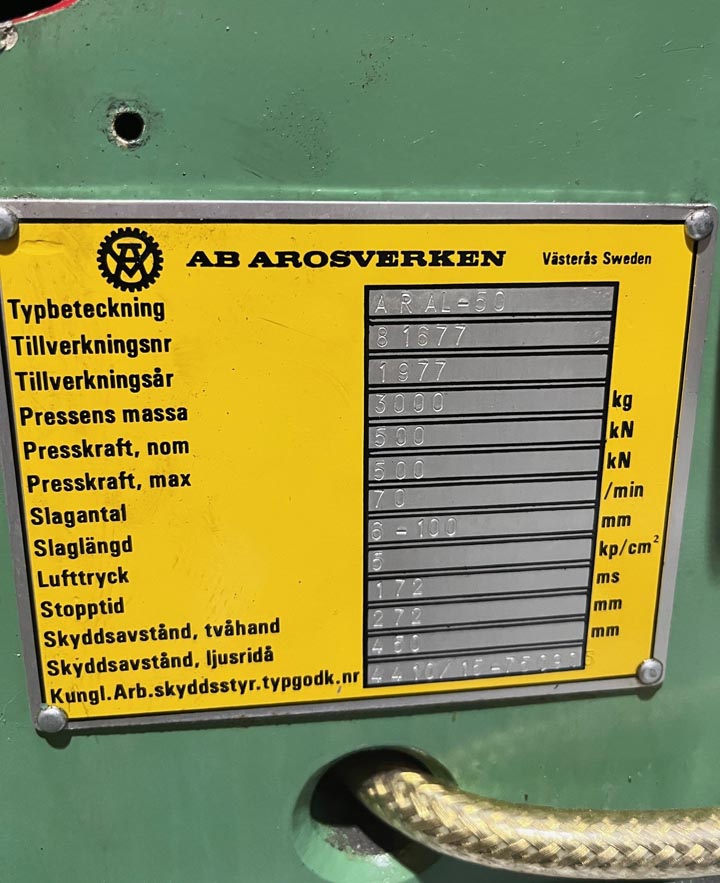 AM AB AROSVERKEN Västerås Sweden
Typbeteckning ARAL-50
Tillverkningsnr 81677
Tillverkningsår 1977
Pressens massa 3000 kg
Presskraft, nom 500 kN
Presskraft, max 500 kN
Slagantal 70 /min
Slaglängd 6-100 mm
Lufttryck 5 kp/cm²
Stopptid 172 ms
Skyddsavstånd, tvåhand 272 mm
Skyddsavstånd, ljusridå 450 mm
Kungl.Arb.skyddsstyr.typgodk.nr